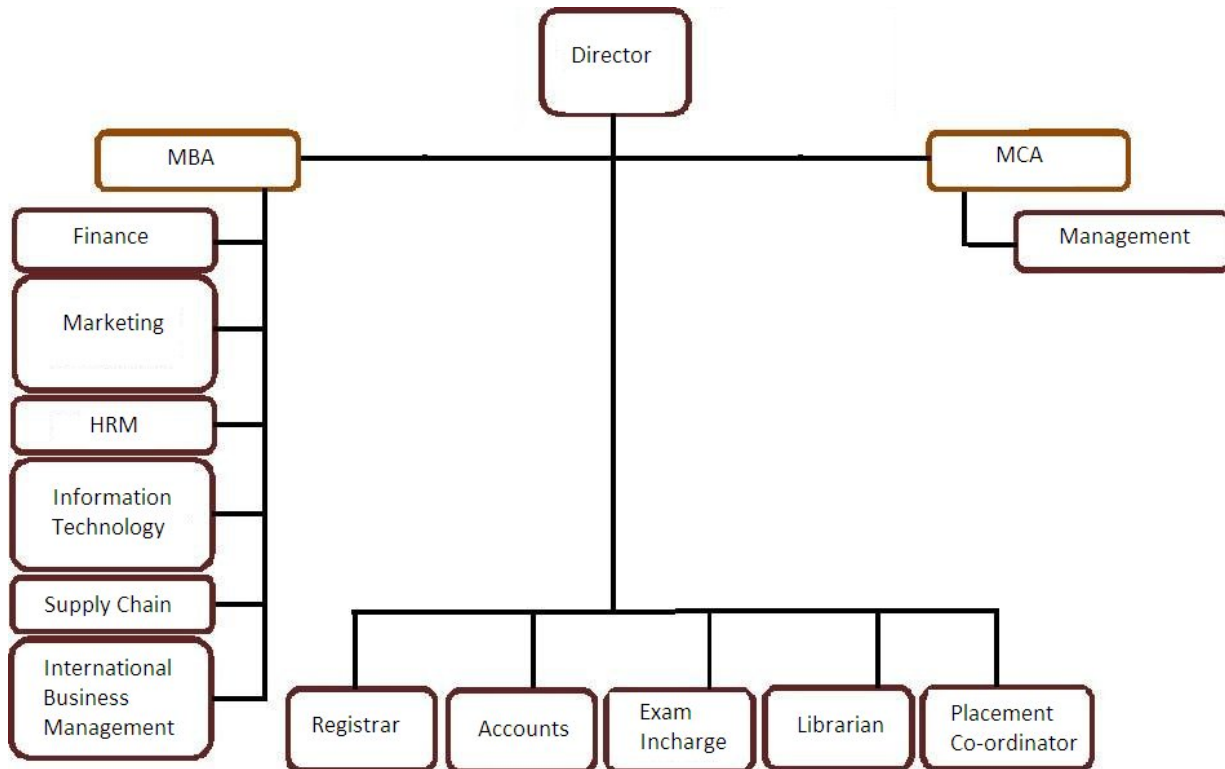 Director
MBA
MCA
Finance
Management
Marketing
HRM
Information
Technology
Supply Chain
International
Business
Management
Registrar
Accounts
Exam
Incharge
Librarian
Placement
Co-ordinator